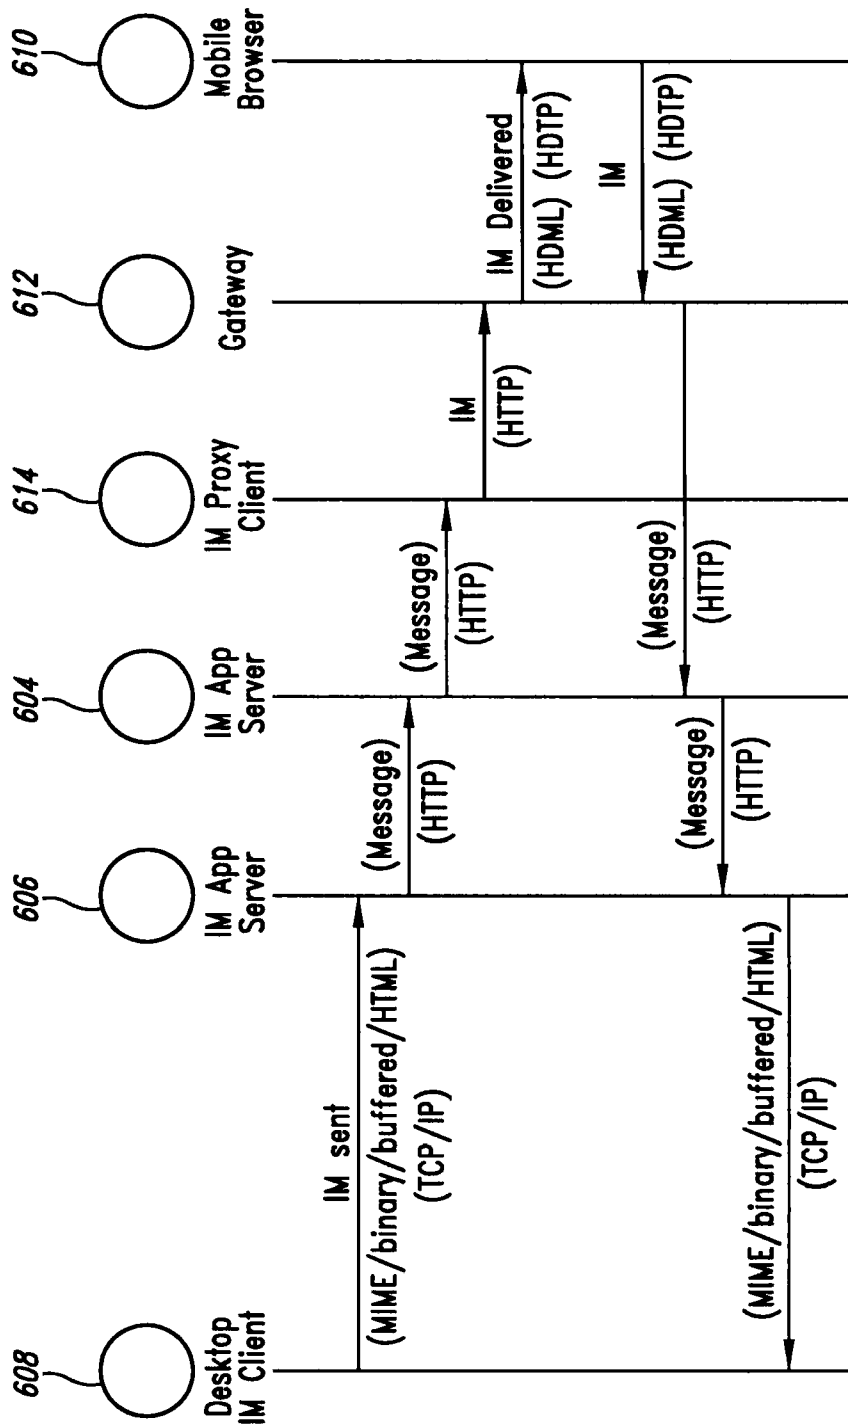 608
606
604
614
612
610
Desktop
IM Client
IM App
Server
IM App
Server
IM Proxy
Client
Gateway
Mobile
Browser
IM sent
(MIME/binary/buffered/HTML)
(TCP/IP)
(Message)
(HTTP)
(Message)
(HTTP)
IM
(HTTP)
IM Delivered
(HDML) (HDTP)
IM
(HDML) (HDTP)
(Message)
(HTTP)
(Message)
(HTTP)
(MIME/binary/buffered/HTML)
(TCP/IP)